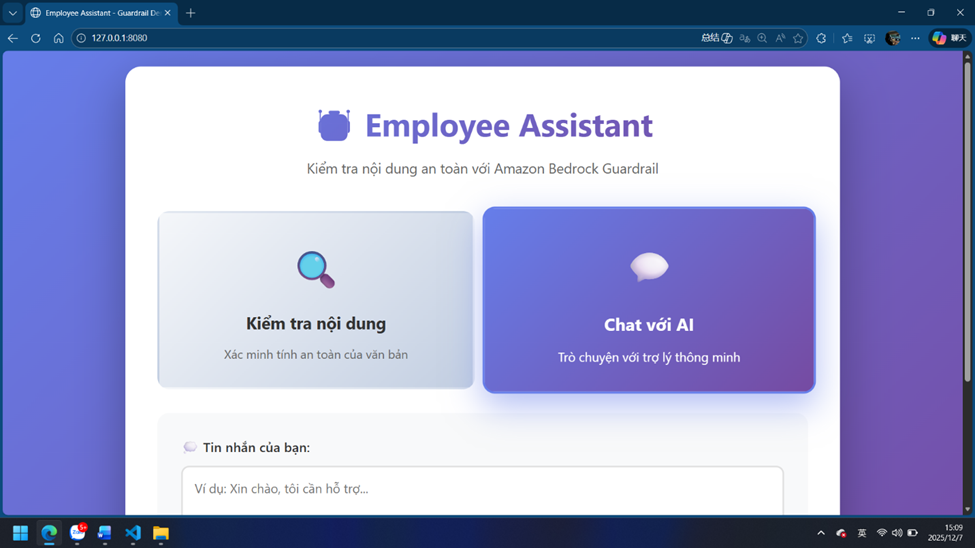 Employee Assistant - Guardrail De
127.0.0.1:8080
总结
聊天
Employee Assistant
Kiểm tra nội dung an toàn với Amazon Bedrock Guardrail
Kiểm tra nội dung
Xác minh tính an toàn của văn bản
Chat với AI
Trò chuyện với trợ lý thông minh
Tin nhắn của bạn:
Ví dụ: Xin chào, tôi cần hỗ trợ...
5+
英
15:09
2025/12/7